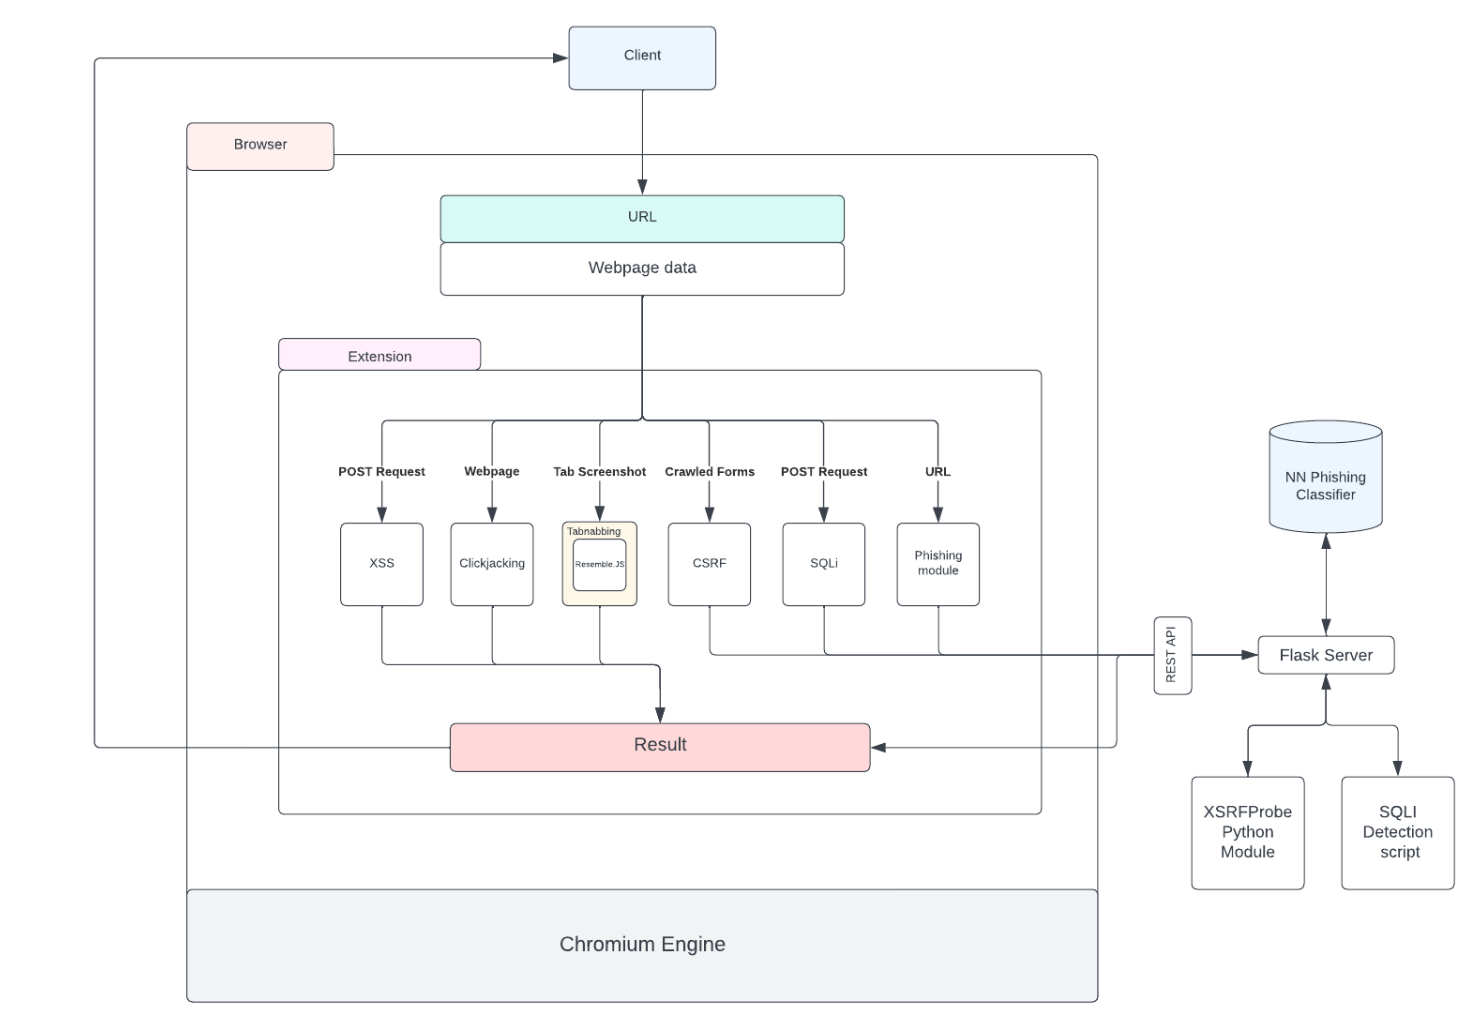 Client
Browser
URL
Webpage data
Extension
POST Request
Webpage
Tab Screenshot
Crawled Forms
POST Request
URL
XSS
Clickjacking
Tabnabbing
Resemble.JS
CSRF
SQLi
Phishing
module
NN Phishing
Classifier
REST API
Flask Server
Result
XSRFProbe
Python
Module
SQLI
Detection
script
Chromium Engine